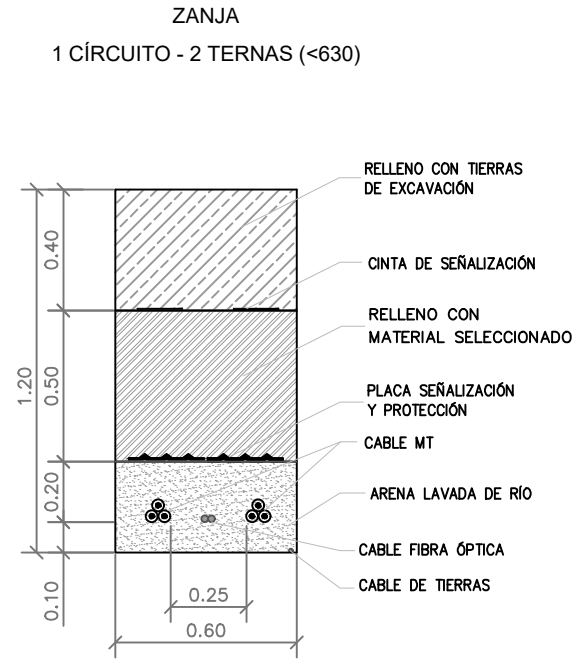 ZANJA
1 CÍRCUITO - 2 TERNAS (<630)
RELLENO CON TIERRAS
DE EXCAVACIÓN
CINTA DE SEÑALIZACIÓN
RELLENO CON
MATERIAL SELECCIONADO
PLACA SEÑALIZACIÓN
Y PROTECCIÓN
CABLE MT
ARENA LAVADA DE RÍO
CABLE FIBRA ÓPTICA
CABLE DE TIERRAS
1.20
0.40
0.50
0.20
0.10
0.25
0.60